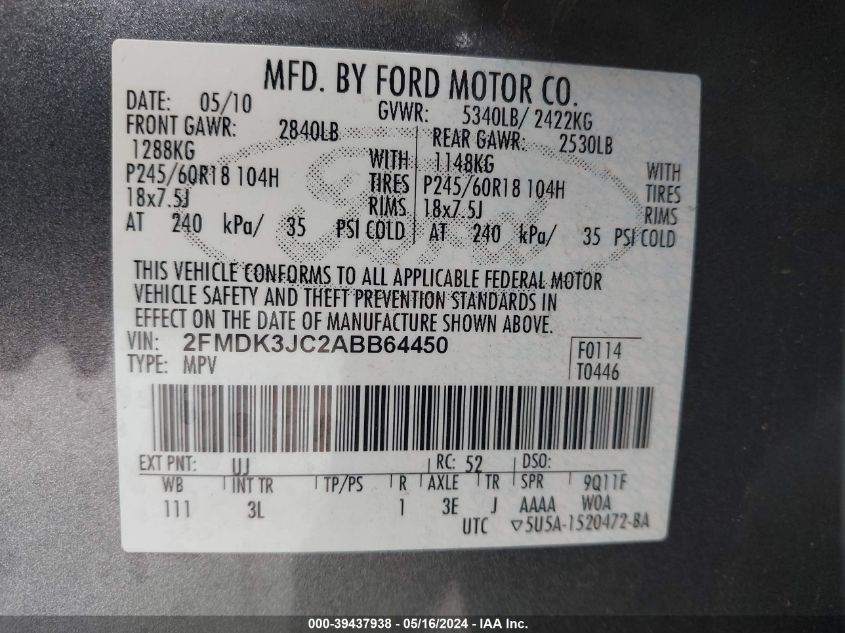 MFD. BY FORD MOTOR CO.
DATE: 05/10 GVWR: 5340LB/ 2422KG
FRONT GAWR: 2840LB REAR GAWR: 2530LB
1288KG WITH 1148KG WITH
P245/60R18 104H TIRES P245/60R18 104H TIRES
18x7.5J RIMS 18x7.5J RIMS
AT 240 kPa/ 35 PSI COLD AT 240 kPa/ 35 PSI COLD
THIS VEHICLE CONFORMS TO ALL APPLICABLE FEDERAL MOTOR
VEHICLE SAFETY AND THEFT PREVENTION STANDARDS IN
EFFECT ON THE DATE OF MANUFACTURE SHOWN ABOVE.
VIN: 2FMDK3JC2ABB64450 F0114
TYPE: MPV T0446
EXT PNT: UJ RC: 52 DSO:
WB INT TR TP/PS R AXLE TR SPR 9Q11F
111 3L 1 3E J AAAA W0A
UTC ▽5U5A-1520472-BA
000-39437938 - 05/16/2024 - IAA Inc.